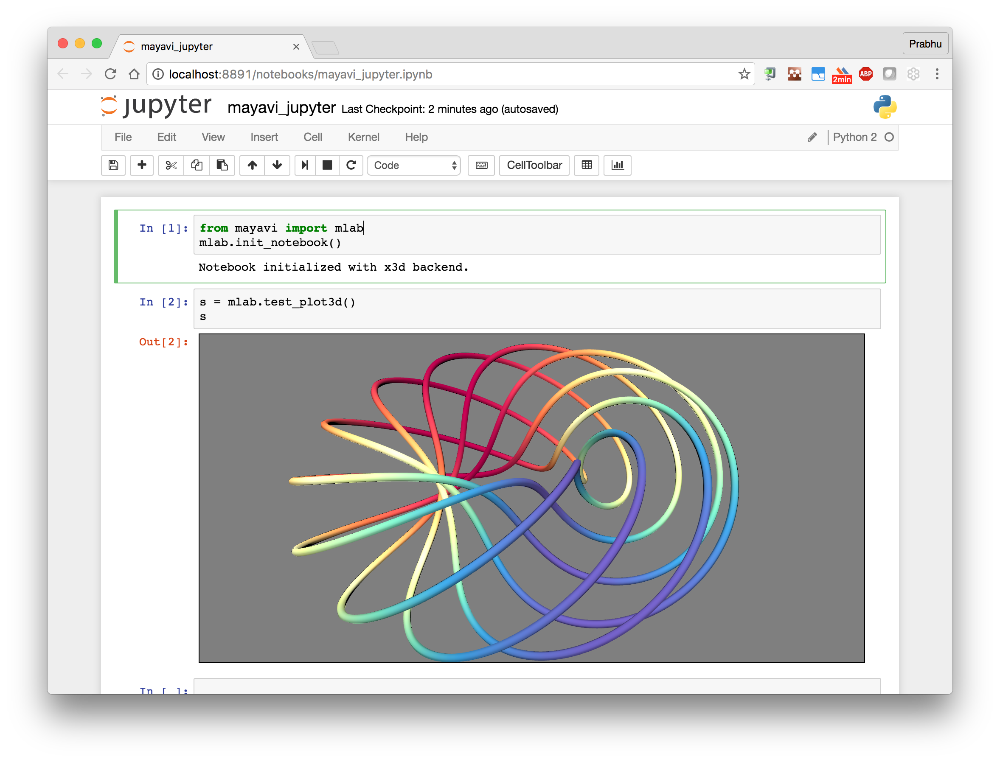 mayavi_jupyter
Prabhu
localhost:8891/notebooks/mayavi_jupyter.ipynb
2min
ABP
jupyter mayavi_jupyter Last Checkpoint: 2 minutes ago (autosaved)
File Edit View Insert Cell Kernel Help
Python 2
Code
CellToolbar
In [1]: from mayavi import mlab
mlab.init_notebook()
Notebook initialized with x3d backend.
In [2]: s = mlab.test_plot3d()
s
Out[2]:
In [ ]: